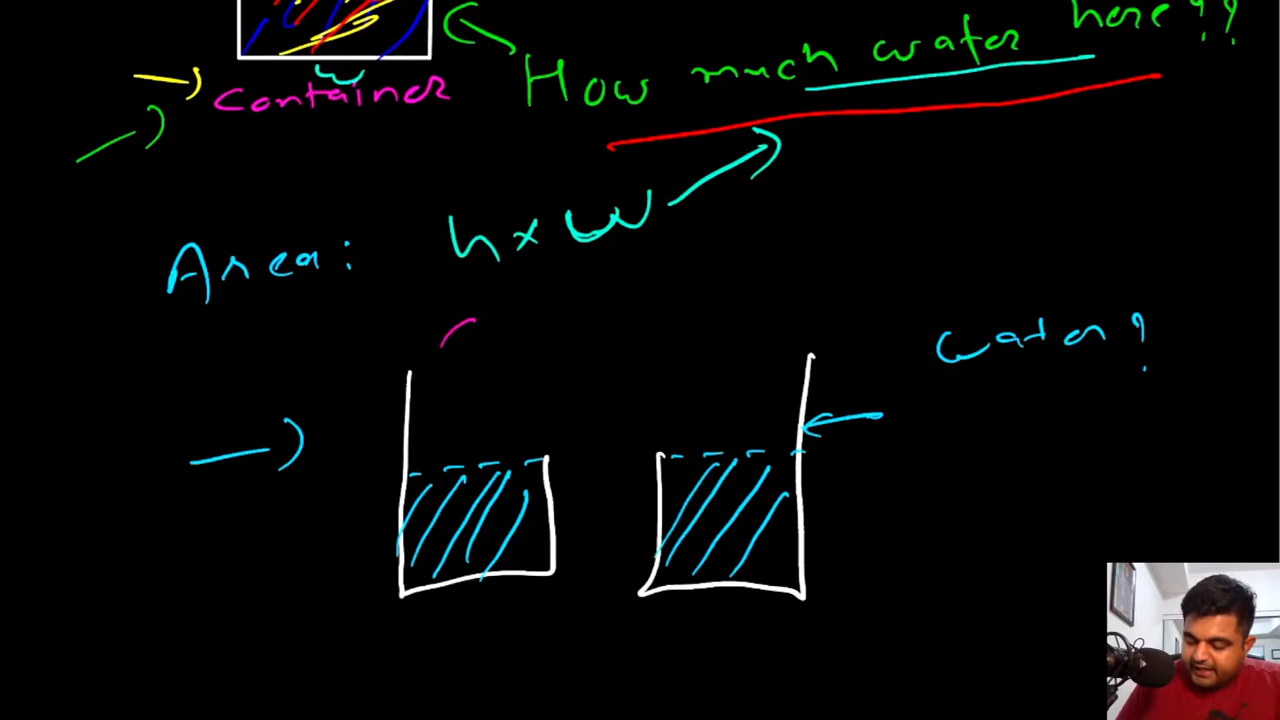 w
Container
How much water here??
Area: h x w
water?